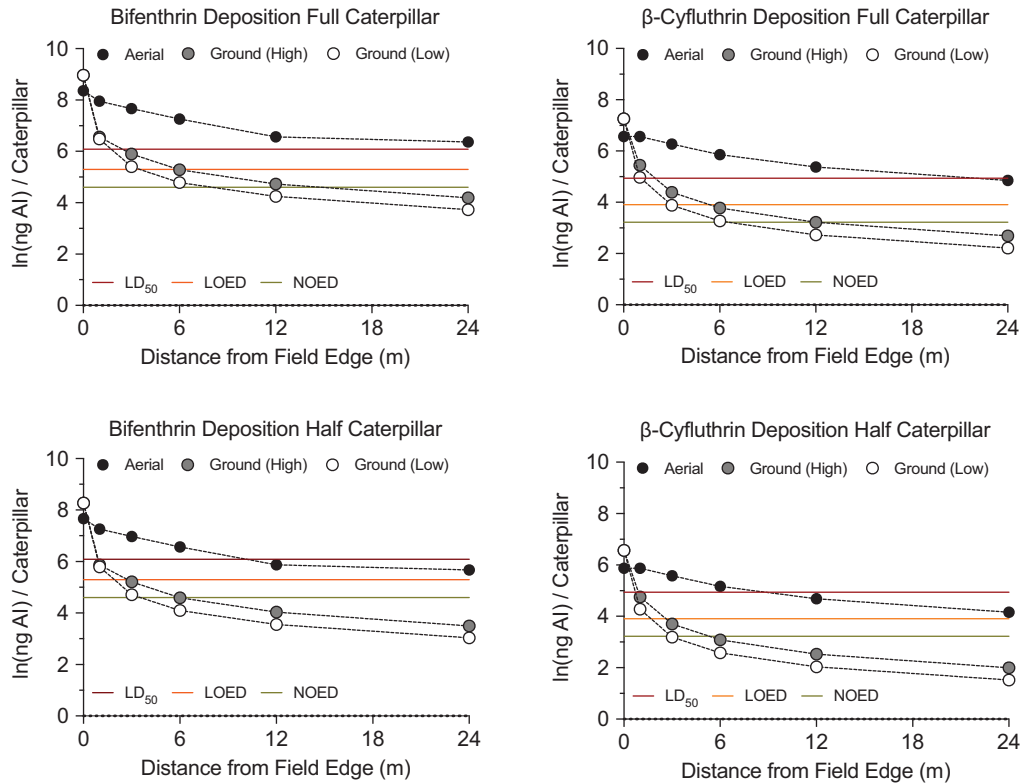 Bifenthrin Deposition Full Caterpillar
Aerial Ground (High) Ground (Low)
10
8
6
4
2
0
ln(ng AI) / Caterpillar
LD50 LOED NOED
0 6 12 18 24
Distance from Field Edge (m)
β-Cyfluthrin Deposition Full Caterpillar
Aerial Ground (High) Ground (Low)
10
8
6
4
2
0
ln(ng AI) / Caterpillar
LD50 LOED NOED
0 6 12 18 24
Distance from Field Edge (m)
Bifenthrin Deposition Half Caterpillar
Aerial Ground (High) Ground (Low)
10
8
6
4
2
0
ln(ng AI) / Caterpillar
LD50 LOED NOED
0 6 12 18 24
Distance from Field Edge (m)
β-Cyfluthrin Deposition Half Caterpillar
Aerial Ground (High) Ground (Low)
10
8
6
4
2
0
ln(ng AI) / Caterpillar
LD50 LOED NOED
0 6 12 18 24
Distance from Field Edge (m)